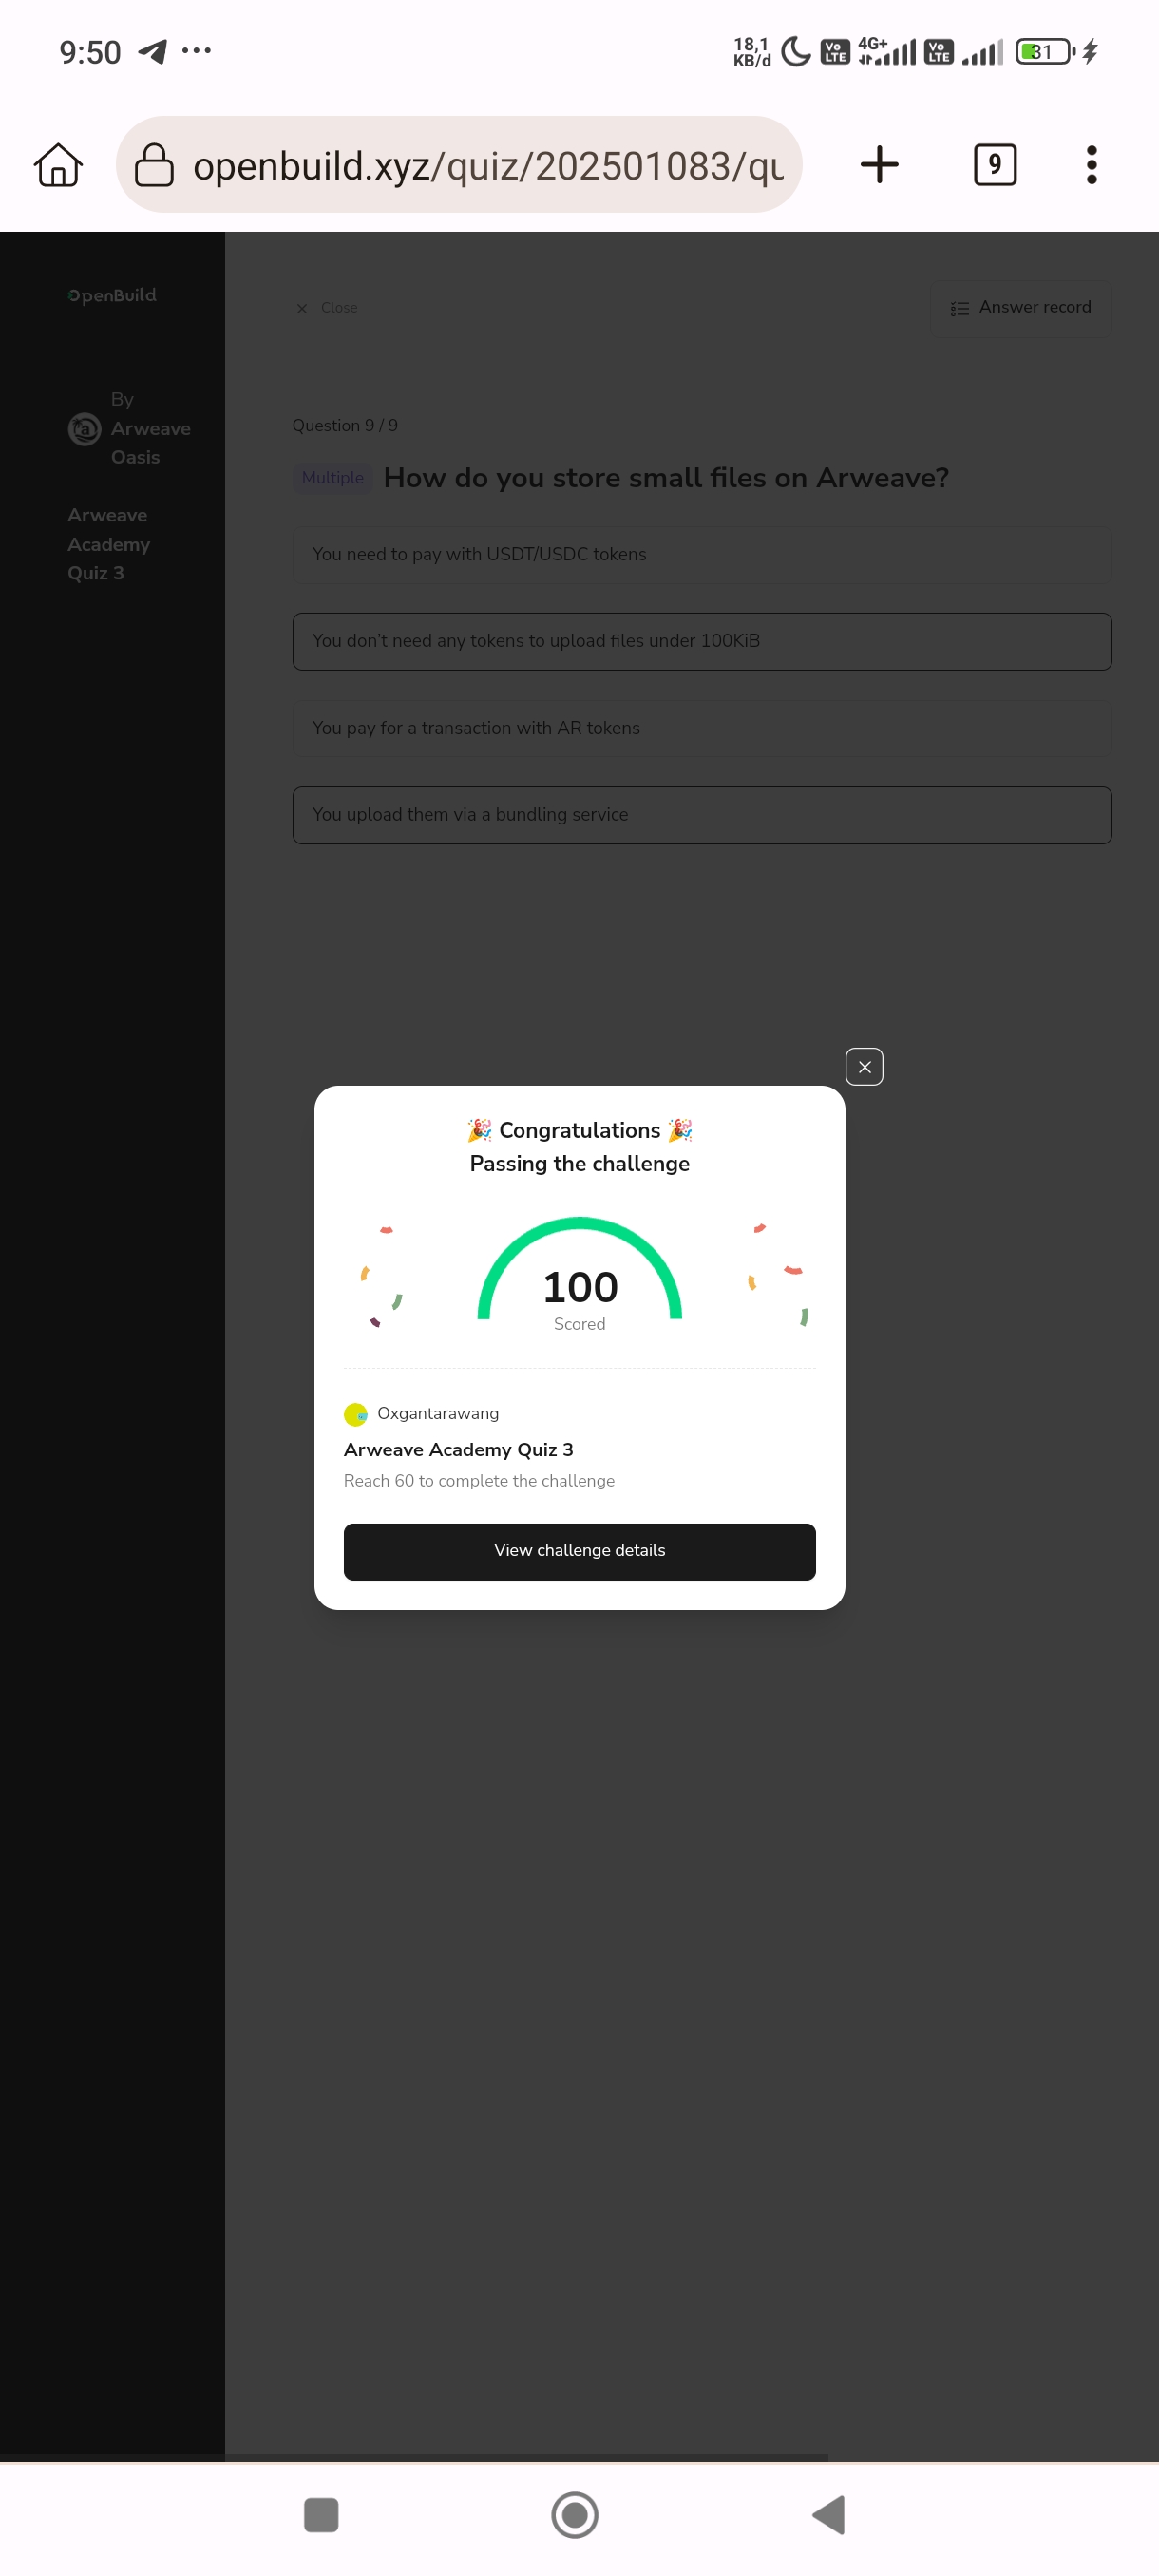 9:50
18,1
KB/d
Vo
LTE
4G+
Vo
LTE
31
openbuild.xyz/quiz/202501083/qu
9
OpenBuild
Close
Answer record
By
Arweave
Oasis
Arweave
Academy
Quiz 3
Question 9 / 9
Multiple
How do you store small files on Arweave?
You need to pay with USDT/USDC tokens
You don’t need any tokens to upload files under 100KiB
You pay for a transaction with AR tokens
You upload them via a bundling service
🎉 Congratulations 🎉
Passing the challenge
100
Scored
Oxgantarawang
Arweave Academy Quiz 3
Reach 60 to complete the challenge
View challenge details